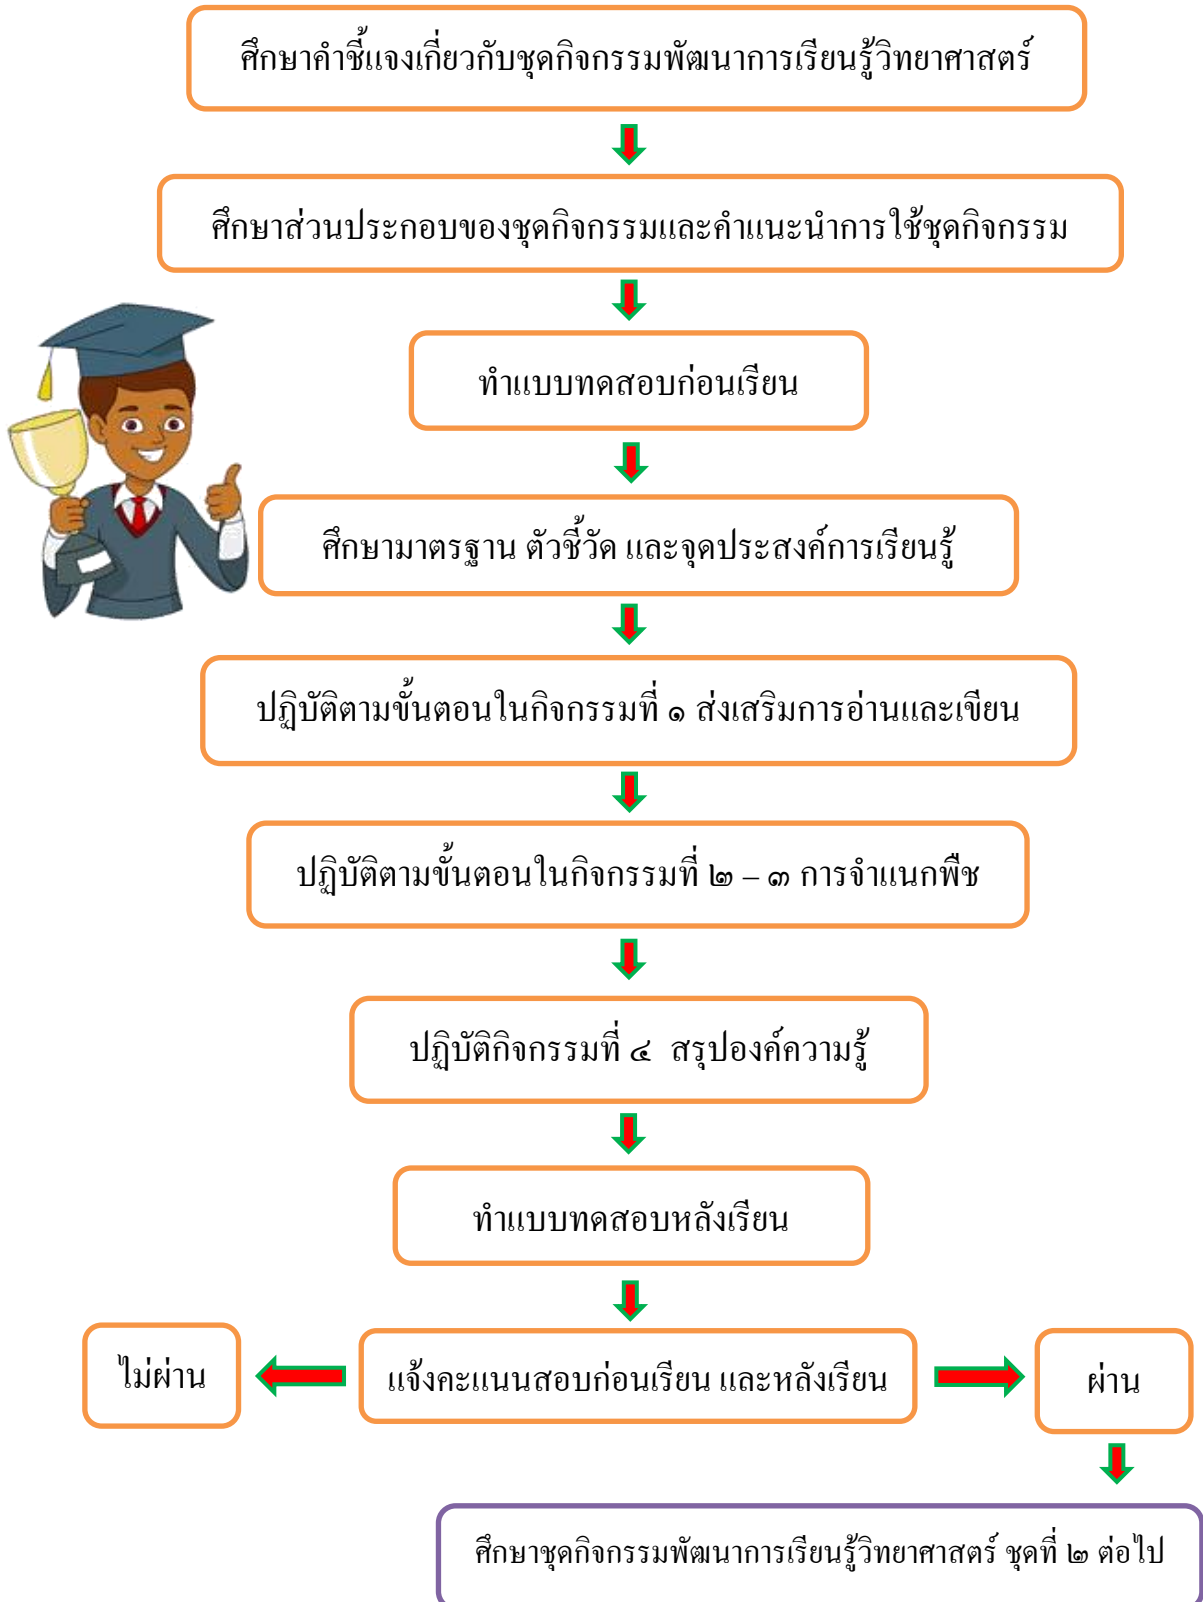 ศึกษาคำชี้แจงเกี่ยวกับชุดกิจกรรมพัฒนาการเรียนรู้วิทยาศาสตร์
ศึกษาส่วนประกอบของชุดกิจกรรมและคำแนะนำการใช้ชุดกิจกรรม
ทำแบบทดสอบก่อนเรียน
ศึกษามาตรฐาน ตัวชี้วัด และจุดประสงค์การเรียนรู้
ปฏิบัติตามขั้นตอนในกิจกรรมที่ ๑ ส่งเสริมการอ่านและเขียน
ปฏิบัติตามขั้นตอนในกิจกรรมที่ ๒ – ๓ การจำแนกพืช
ปฏิบัติกิจกรรมที่ ๔ สรุปองค์ความรู้
ทำแบบทดสอบหลังเรียน
ไม่ผ่าน
แจ้งคะแนนสอบก่อนเรียน และหลังเรียน
ผ่าน
ศึกษาชุดกิจกรรมพัฒนาการเรียนรู้วิทยาศาสตร์ ชุดที่ ๒ ต่อไป